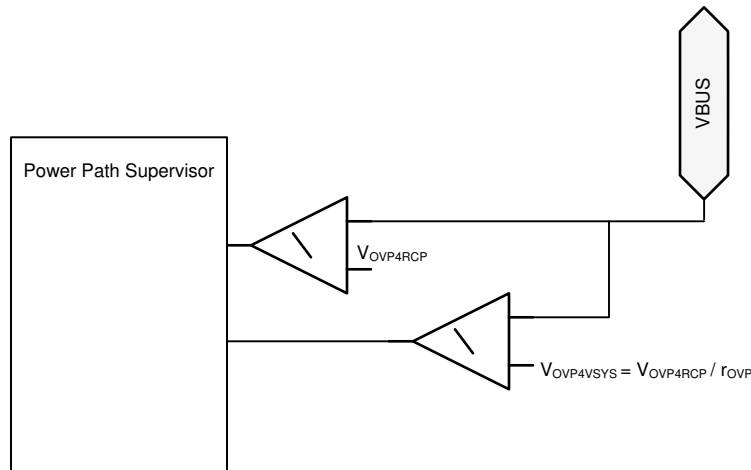 VBUS
Power Path Supervisor
VOVP4RCP
VOVP4VSYS = VOVP4RCP / rOVP